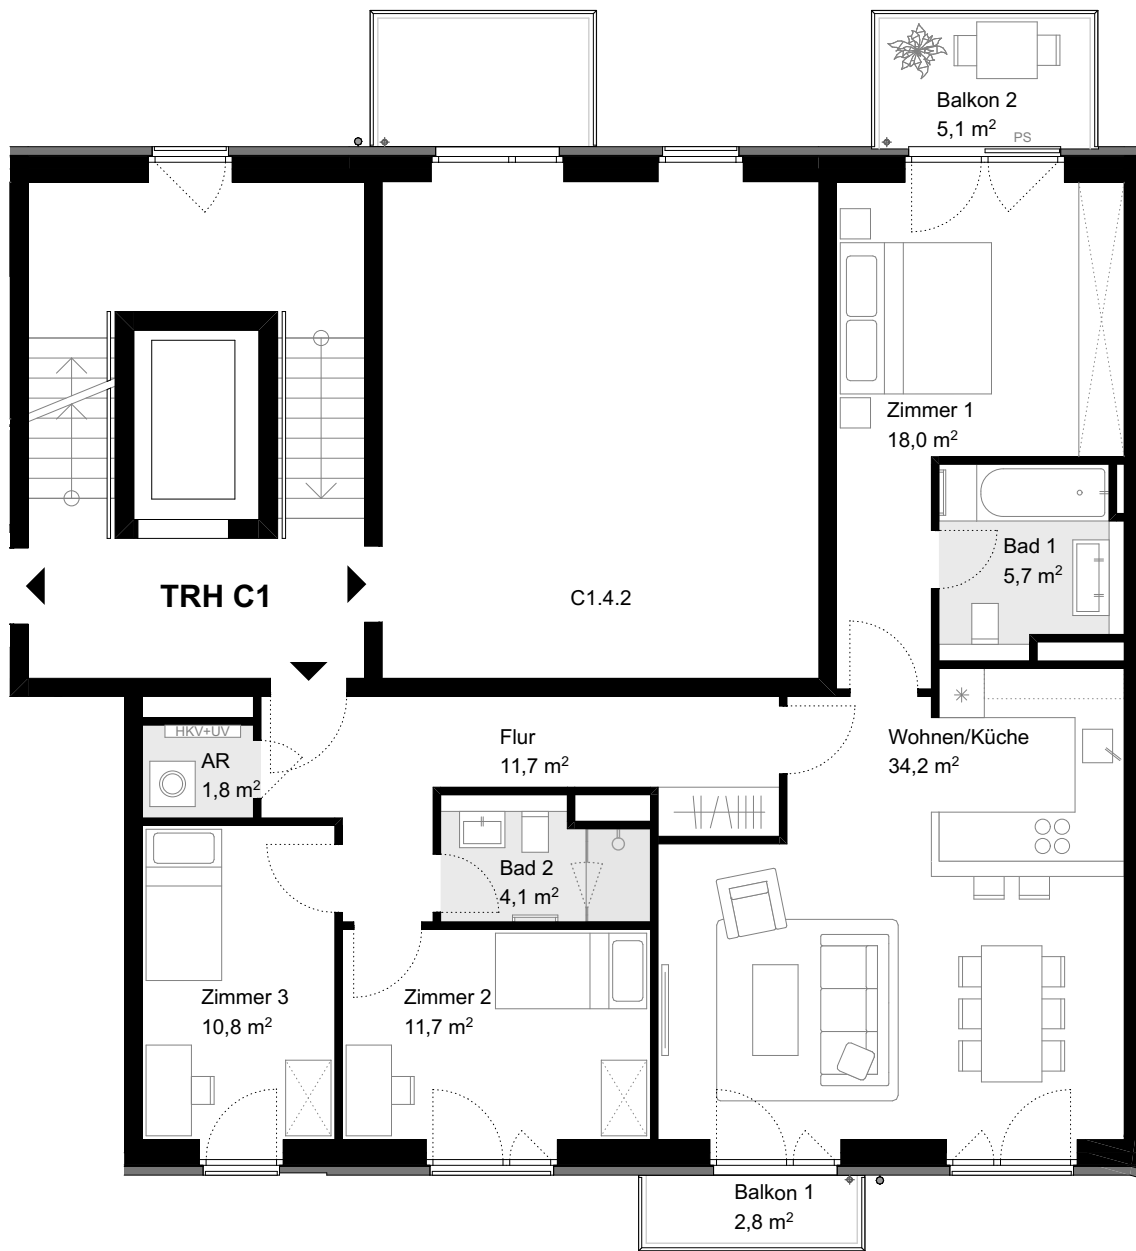 Balkon 2
5,1 m²
PS
Zimmer 1
18,0 m²
Bad 1
5,7 m²
TRH C1
C1.4.2
HKV+UV
AR
1,8 m²
Flur
11,7 m²
Wohnen/Küche
34,2 m²
Bad 2
4,1 m²
Zimmer 3
10,8 m²
Zimmer 2
11,7 m²
Balkon 1
2,8 m²